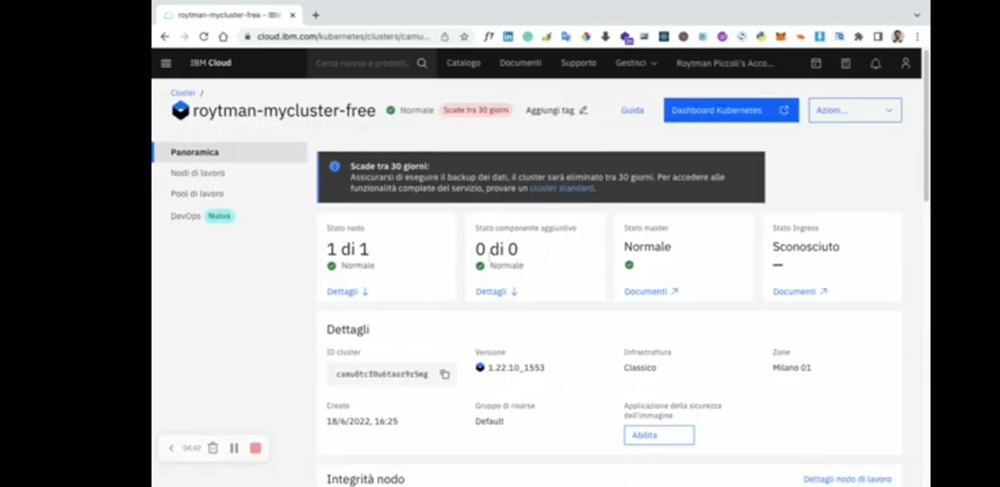 roytman-mycluster-free - IBM
cloud.ibm.com/kubernetes/clusters/camu...
f?
IBM Cloud
Cerca risorse e prodotti...
Catalogo
Documenti
Supporto
Gestisci
Roytman Piccoli's Acco...
Cluster /
roytman-mycluster-free
Normale
Scade tra 30 giorni
Aggiungi tag
Guida
Dashboard Kubernetes
Azioni...
Panoramica
Nodi di lavoro
Pool di lavoro
DevOps Nuova
Scade tra 30 giorni:
Assicurarsi di eseguire il backup dei dati, il cluster sarà eliminato tra 30 giorni. Per accedere alle
funzionalità complete del servizio, provare un cluster standard.
Stato nodo
1 di 1
Normale
Dettagli
Stato componente aggiuntivo
0 di 0
Normale
Dettagli
Stato master
Normale
Documenti
Stato Ingress
Sconosciuto
—
Documenti
Dettagli
ID cluster
Versione
1.22.10_1553
Infrastruttura
Classico
Zone
Milano 01
Creato
18/6/2022, 16:25
Gruppo di risorse
Default
Applicazione della sicurezza
dell'immagine
Abilita
04:47
Integrità nodo
Dettagli nodo di lavoro